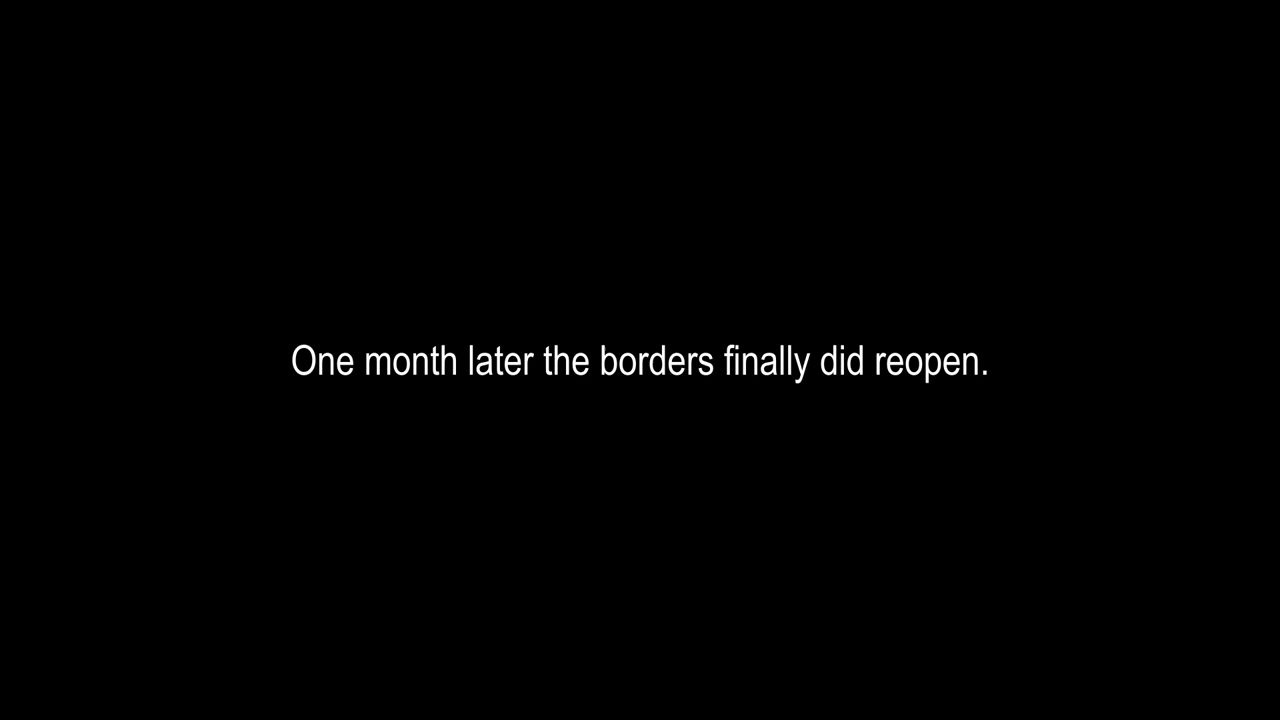 One month later the borders finally did reopen.